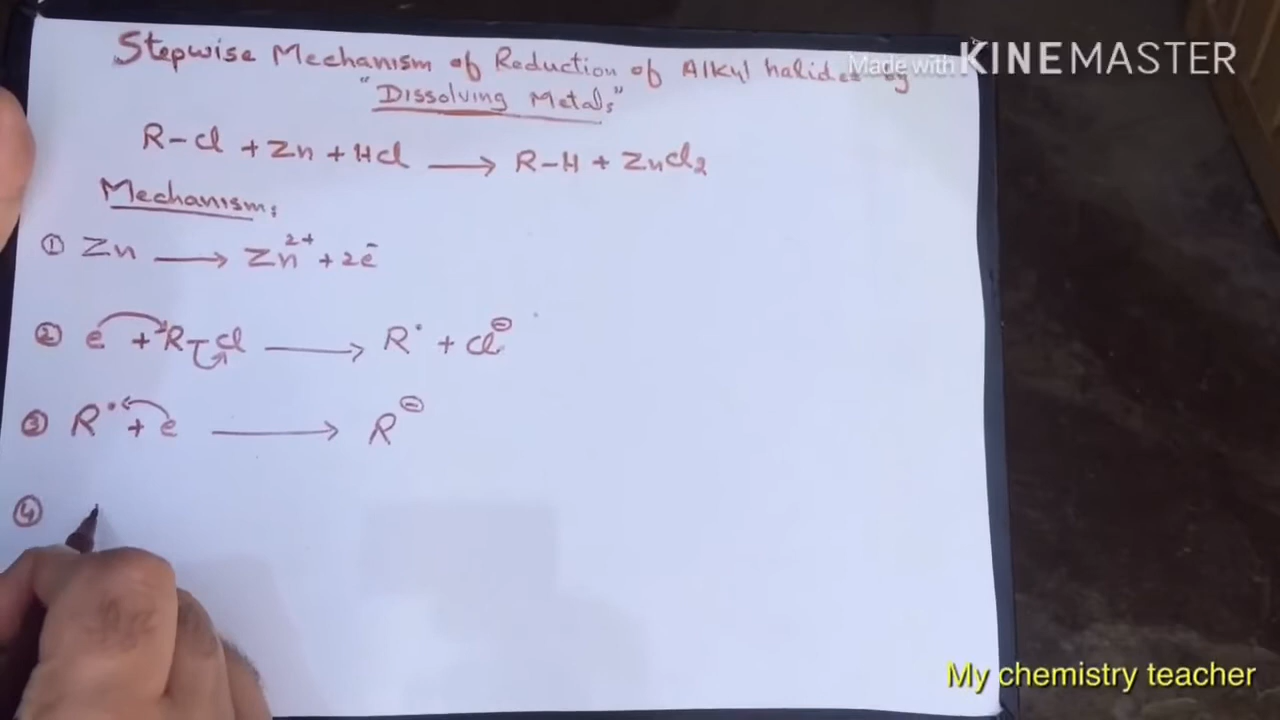 Stepwise Mechanism of Reduction of Alkyl halides by
Made with KINEMASTER
"Dissolving Metals"
R-Cl + Zn + HCl ⟶ R-H + ZnCl₂
Mechanism:
① Zn ⟶ Zn²⁺ + 2e⁻
② e + R-Cl ⟶ R• + Cl⊖
③ R• + e ⟶ R⊖
④
My chemistry teacher